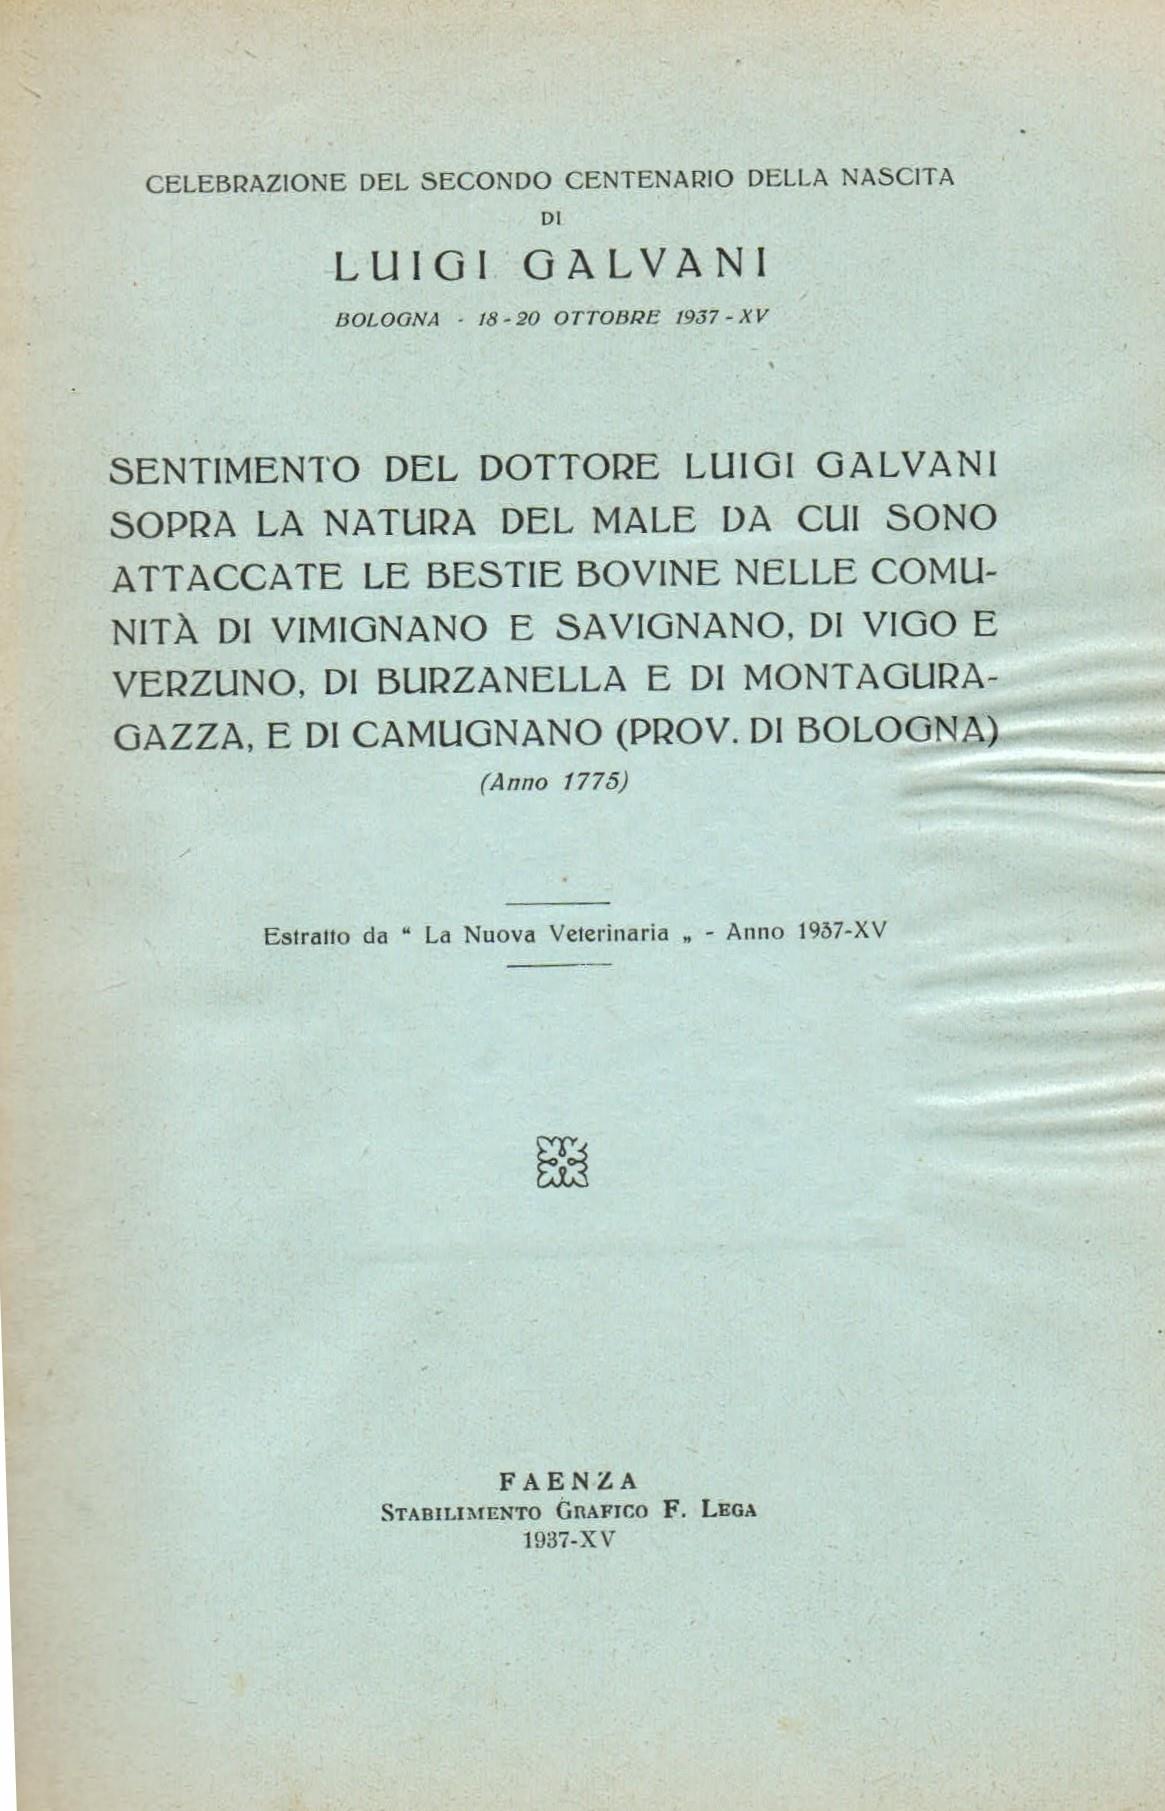 CELEBRAZIONE DEL SECONDO CENTENARIO DELLA NASCITA
DI
LUIGI GALVANI
BOLOGNA - 18-20 OTTOBRE 1937-XV
SENTIMENTO DEL DOTTORE LUIGI GALVANI
SOPRA LA NATURA DEL MALE DA CUI SONO
ATTACCATE LE BESTIE BOVINE NELLE COMU-
NITÀ DI VIMIGNANO E SAVIGNANO, DI VIGO E
VERZUNO, DI BURZANELLA E DI MONTAGURA-
GAZZA, E DI CAMUGNANO (PROV. DI BOLOGNA)
(Anno 1775)
Estratto da “ La Nuova Veterinaria „ - Anno 1937-XV
FAENZA
STABILIMENTO GRAFICO F. LEGA
1937-XV